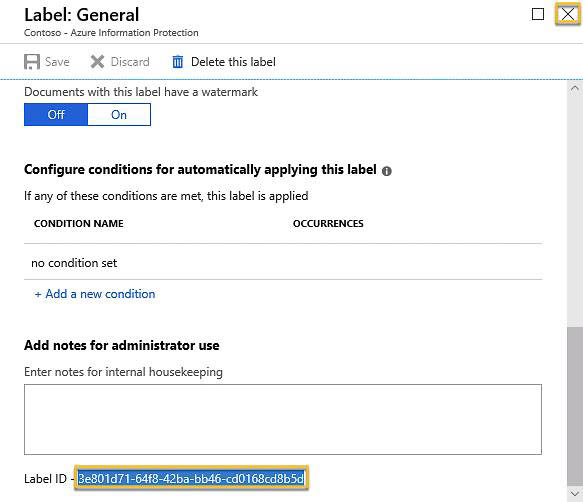 Label: General
Contoso - Azure Information Protection
Save Discard Delete this label
Documents with this label have a watermark
Off On
Configure conditions for automatically applying this label
If any of these conditions are met, this label is applied
CONDITION NAME OCCURRENCES
no condition set
+ Add a new condition
Add notes for administrator use
Enter notes for internal housekeeping
Label ID - 3e801d71-64f8-42ba-bb46-cd0168cd8b5d